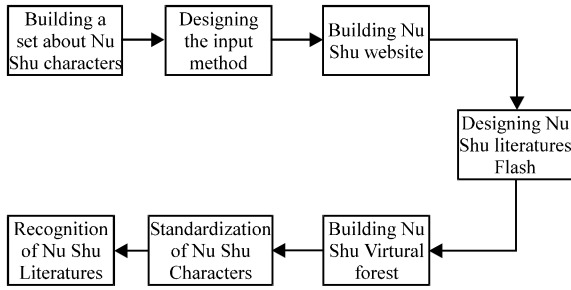 Building a
set about Nu
Shu characters
Designing
the input
method
Building Nu
Shu website
Designing Nu
Shu literatures
Flash
Building Nu
Shu Virtural
forest
Standardization
of Nu Shu
Characters
Recognition
of Nu Shu
Literatures